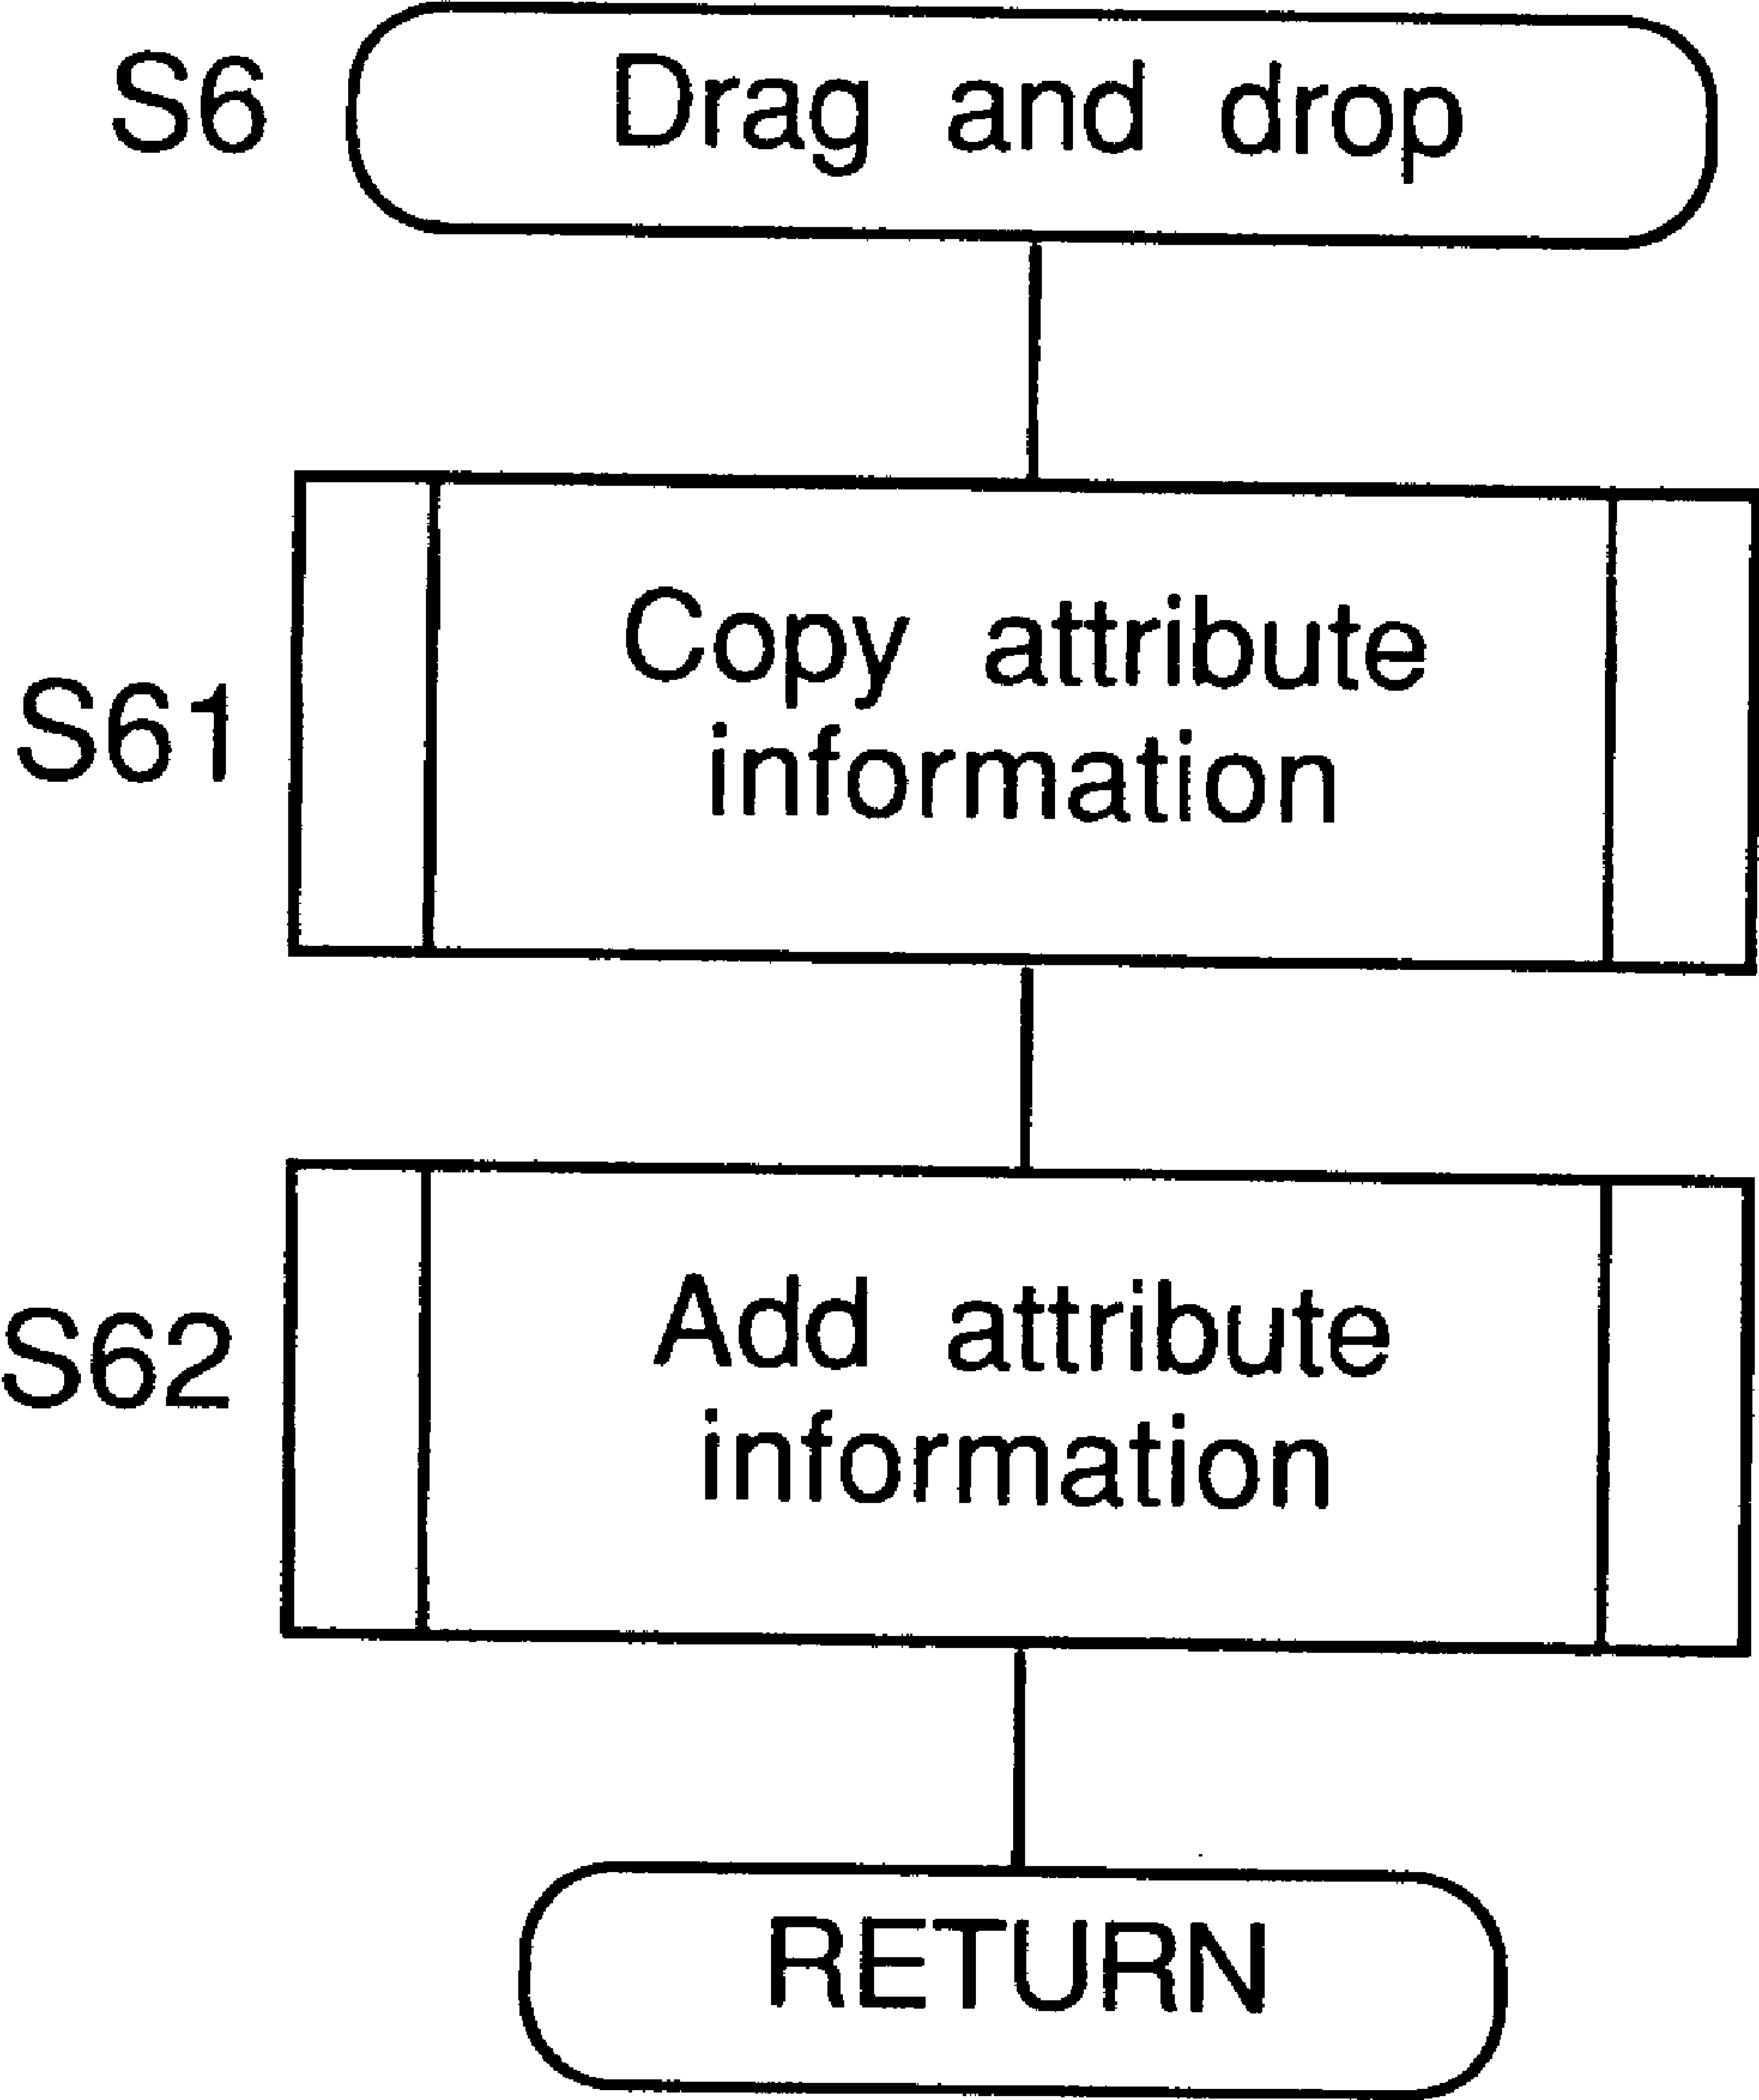 S6 Drag and drop
Copy attribute
S61
information
Add attribute
S62
information
RETURN